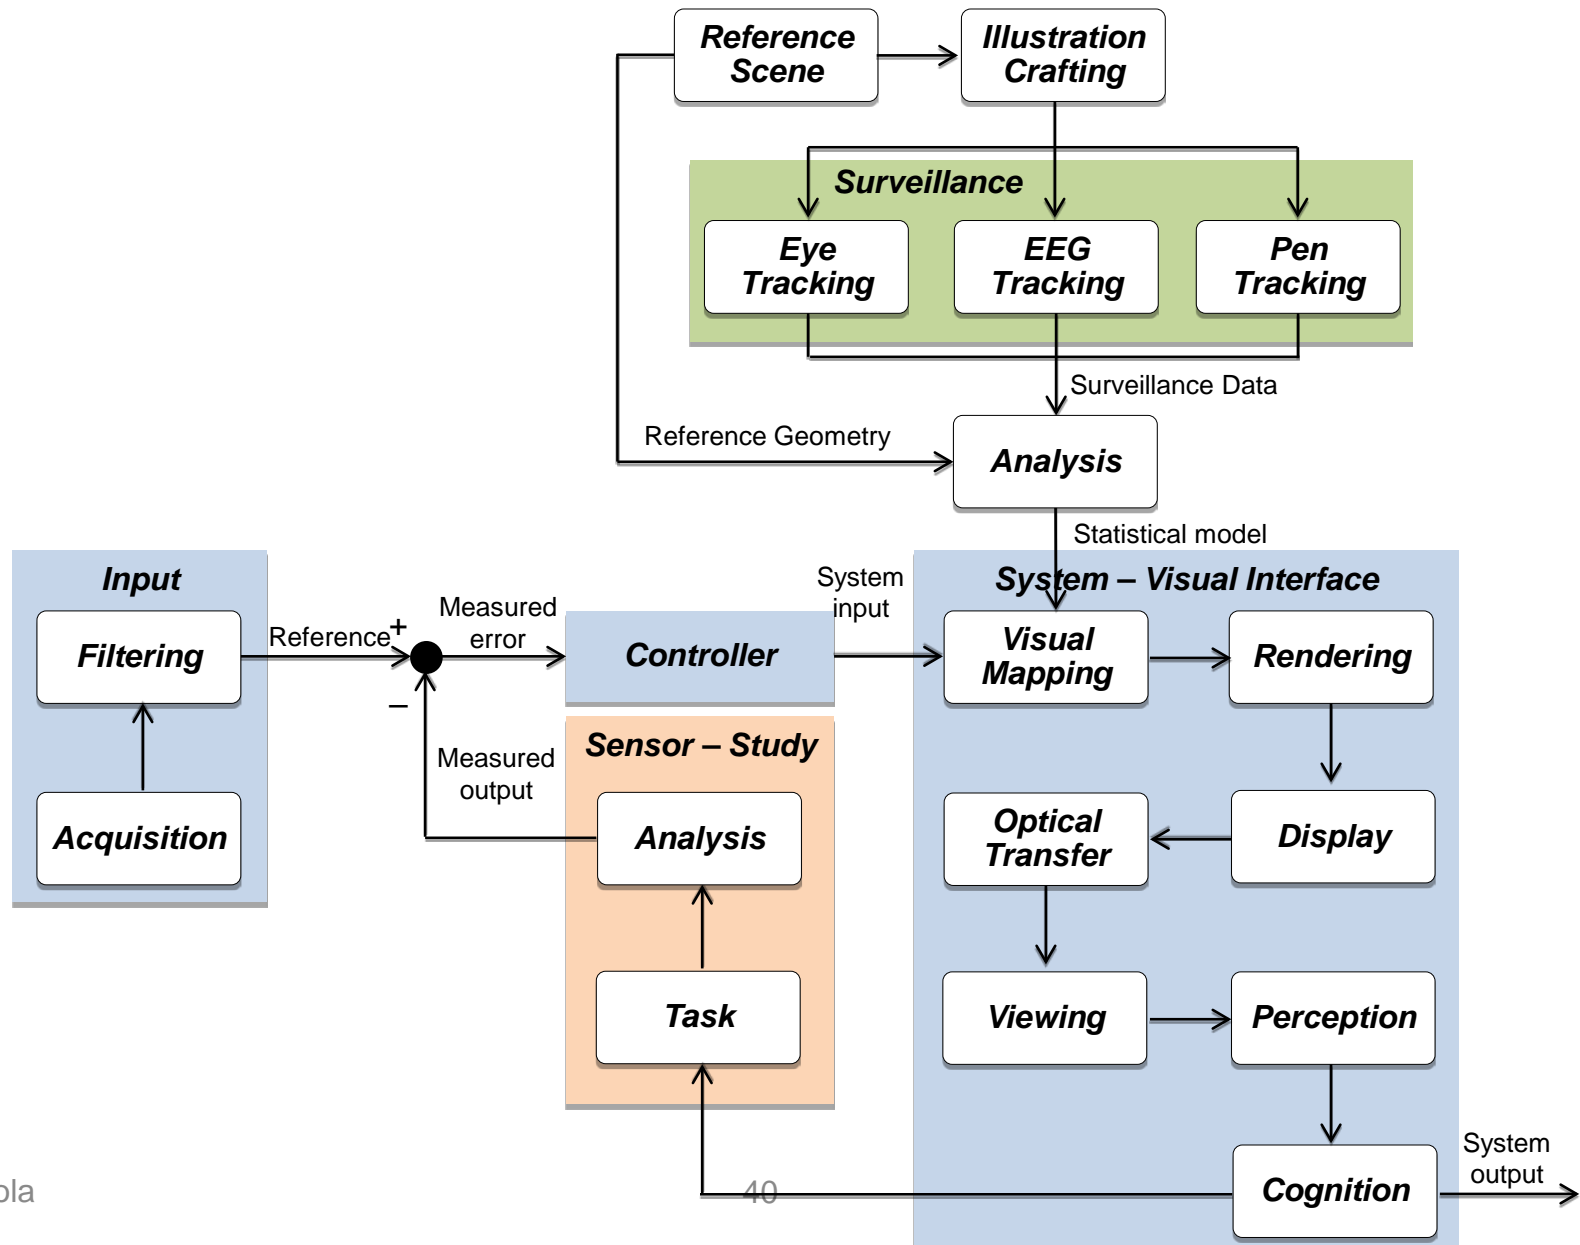 Reference
Scene
Illustration
Crafting
Surveillance
Eye
Tracking
EEG
Tracking
Pen
Tracking
Surveillance Data
Reference Geometry
Analysis
Statistical model
Input
Filtering
Acquisition
Reference
+
–
Measured
error
Controller
System
input
System – Visual Interface
Visual
Mapping
Rendering
Sensor – Study
Measured
output
Analysis
Task
Optical
Transfer
Display
Viewing
Perception
Cognition
System
output
ola
40